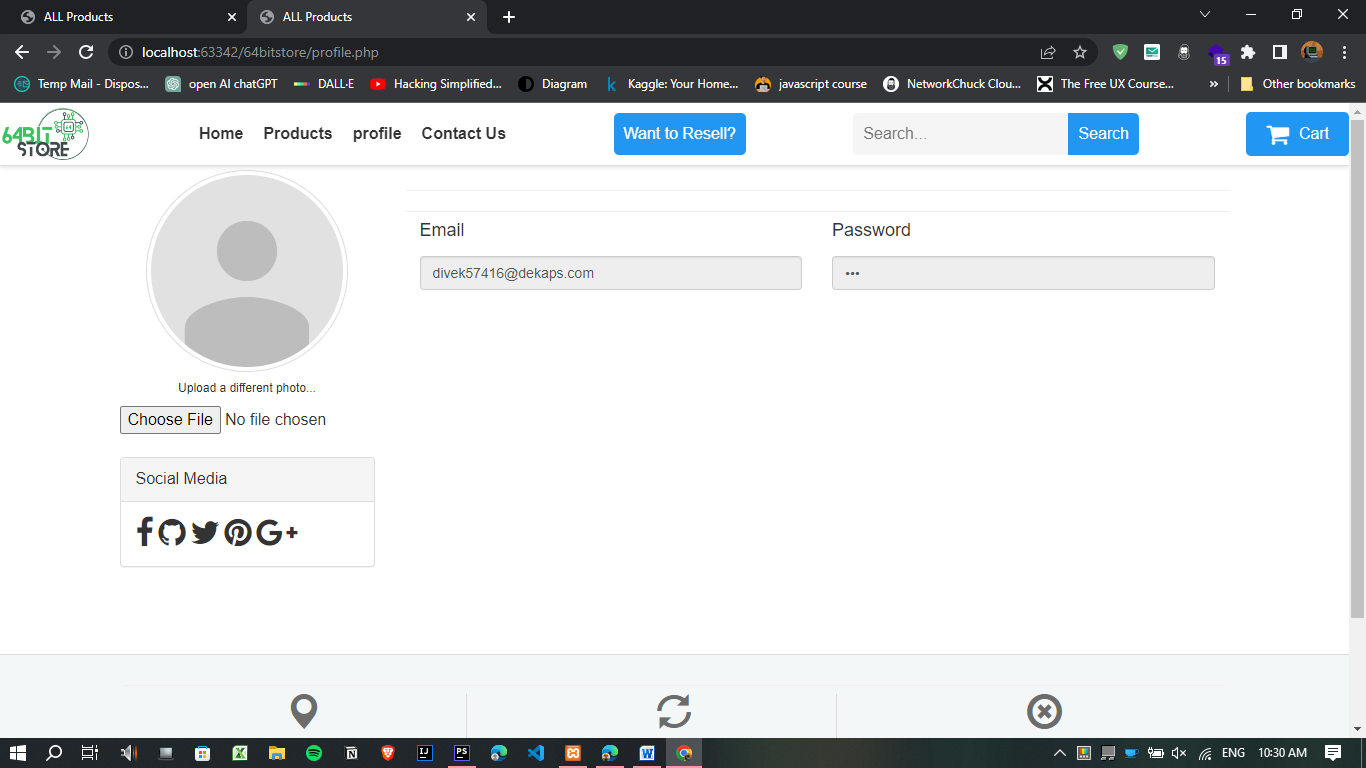 ALL Products
ALL Products
localhost:63342/64bitstore/profile.php
15
Temp Mail - Dispos...
open AI chatGPT
DALL·E
Hacking Simplified...
Diagram
Kaggle: Your Home...
javascript course
NetworkChuck Clou...
The Free UX Course...
»
Other bookmarks
64BIT STORE
Home
Products
profile
Contact Us
Want to Resell?
Search...
Search
Cart
Email
Password
divek57416@dekaps.com
•••
Upload a different photo...
Choose File
No file chosen
Social Media
ENG
10:30 AM